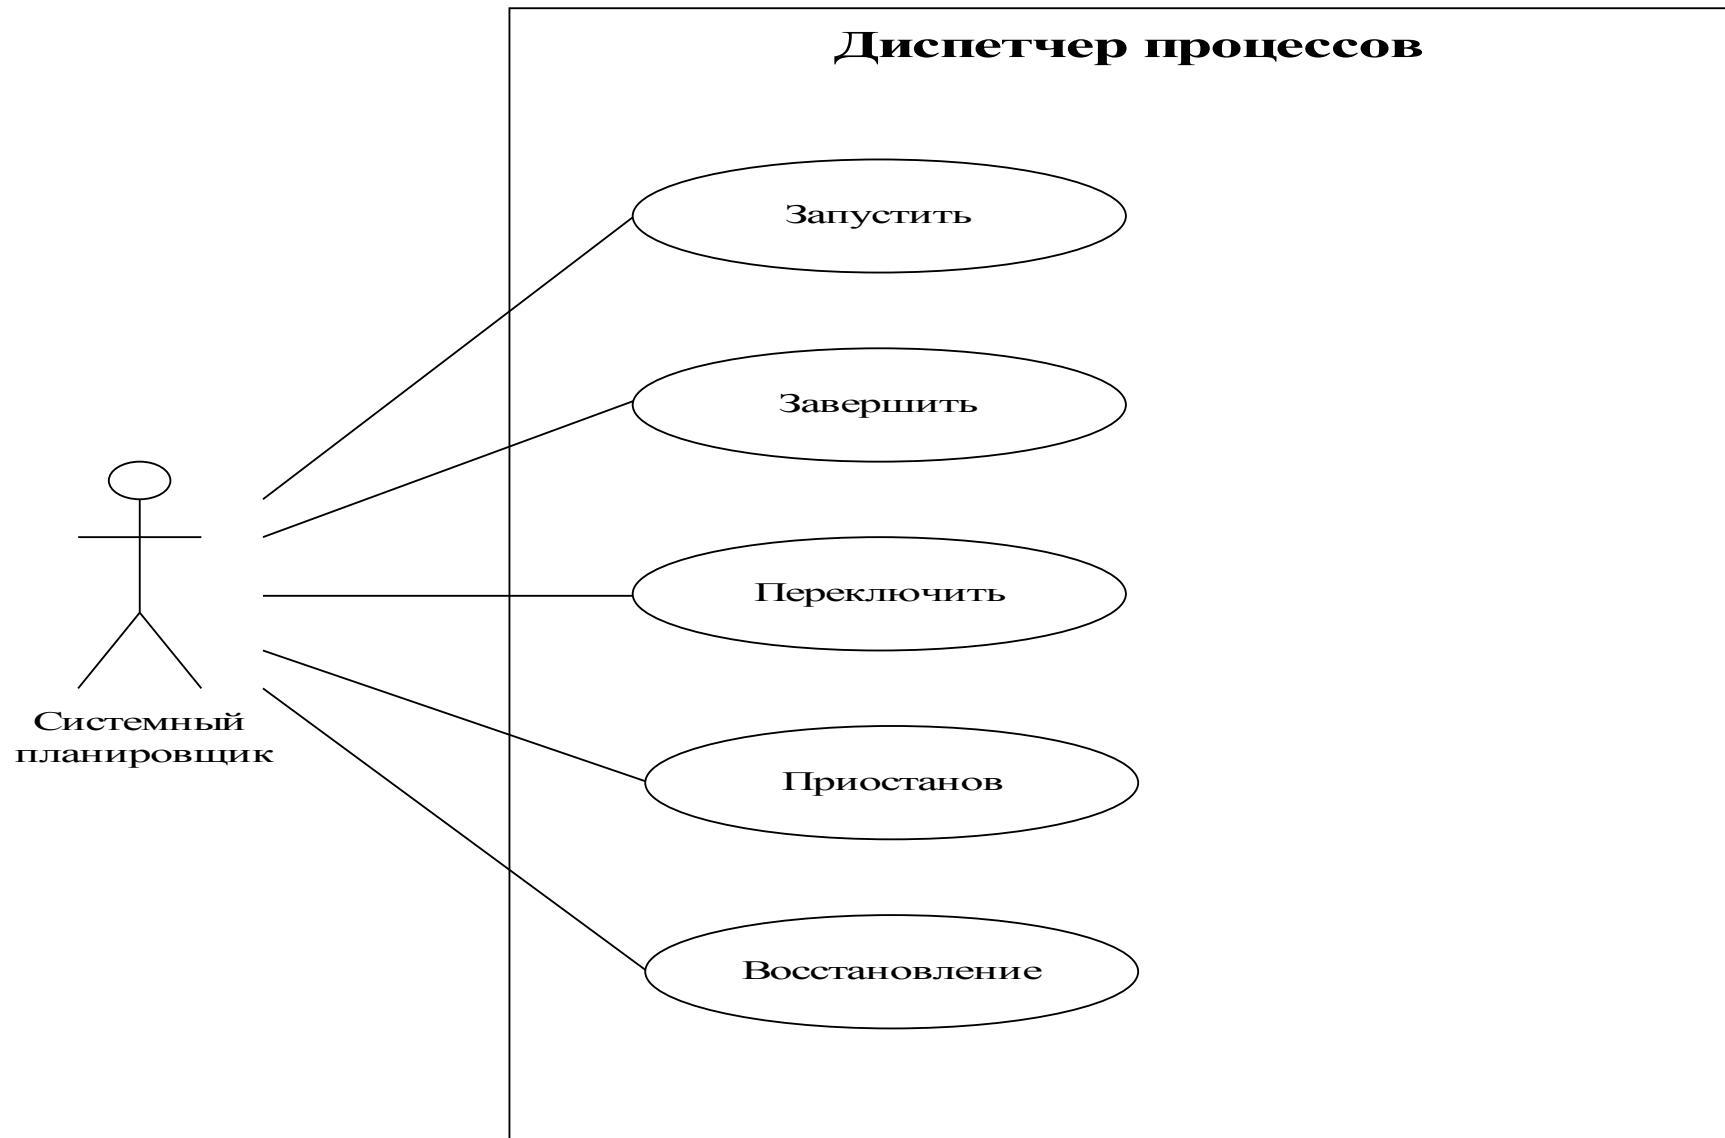 Диспетчер процессов
Запустить
Завершить
Переключить
Системный
планировщик
Приостанов
Восстановление